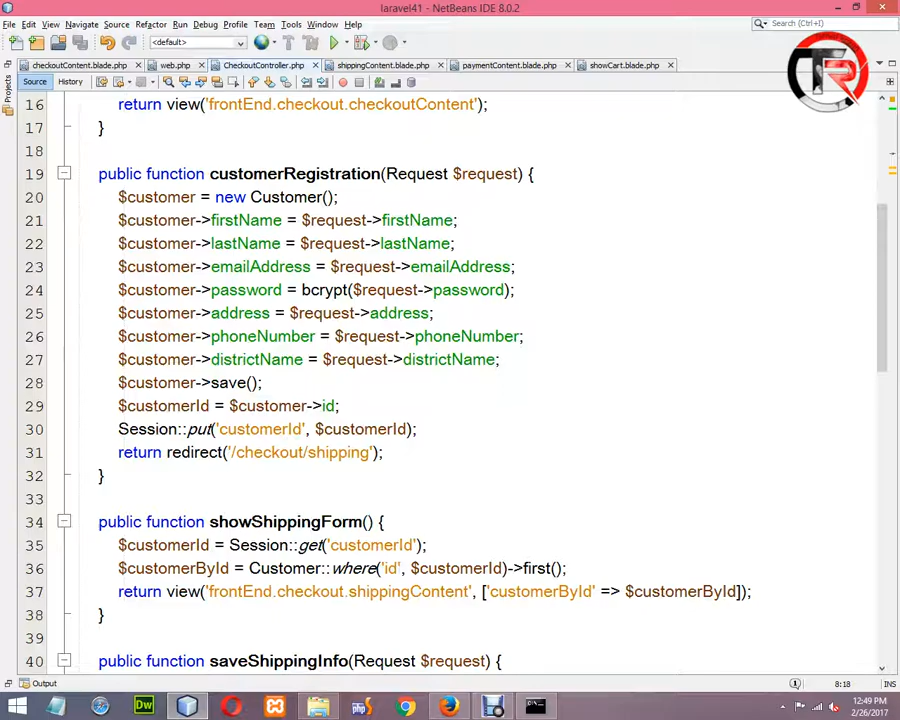 laravel41 - NetBeans IDE 8.0.2
File Edit View Navigate Source Refactor Run Debug Profile Team Tools Window Help
Search (Ctrl+I)
<default>
checkoutContent.blade.php web.php CheckoutController.php shippingContent.blade.php paymentContent.blade.php showCart.blade.php
Source History
Projects
16 return view('frontEnd.checkout.checkoutContent');
17 }
18
19 public function customerRegistration(Request $request) {
20 $customer = new Customer();
21 $customer->firstName = $request->firstName;
22 $customer->lastName = $request->lastName;
23 $customer->emailAddress = $request->emailAddress;
24 $customer->password = bcrypt($request->password);
25 $customer->address = $request->address;
26 $customer->phoneNumber = $request->phoneNumber;
27 $customer->districtName = $request->districtName;
28 $customer->save();
29 $customerId = $customer->id;
30 Session::put('customerId', $customerId);
31 return redirect('/checkout/shipping');
32 }
33
34 public function showShippingForm() {
35 $customerId = Session::get('customerId');
36 $customerById = Customer::where('id', $customerId)->first();
37 return view('frontEnd.checkout.shippingContent', ['customerById' => $customerById]);
38 }
39
40 public function saveShippingInfo(Request $request) {
Output
8:18 INS
Dw
php
12:49 PM
2/26/2017